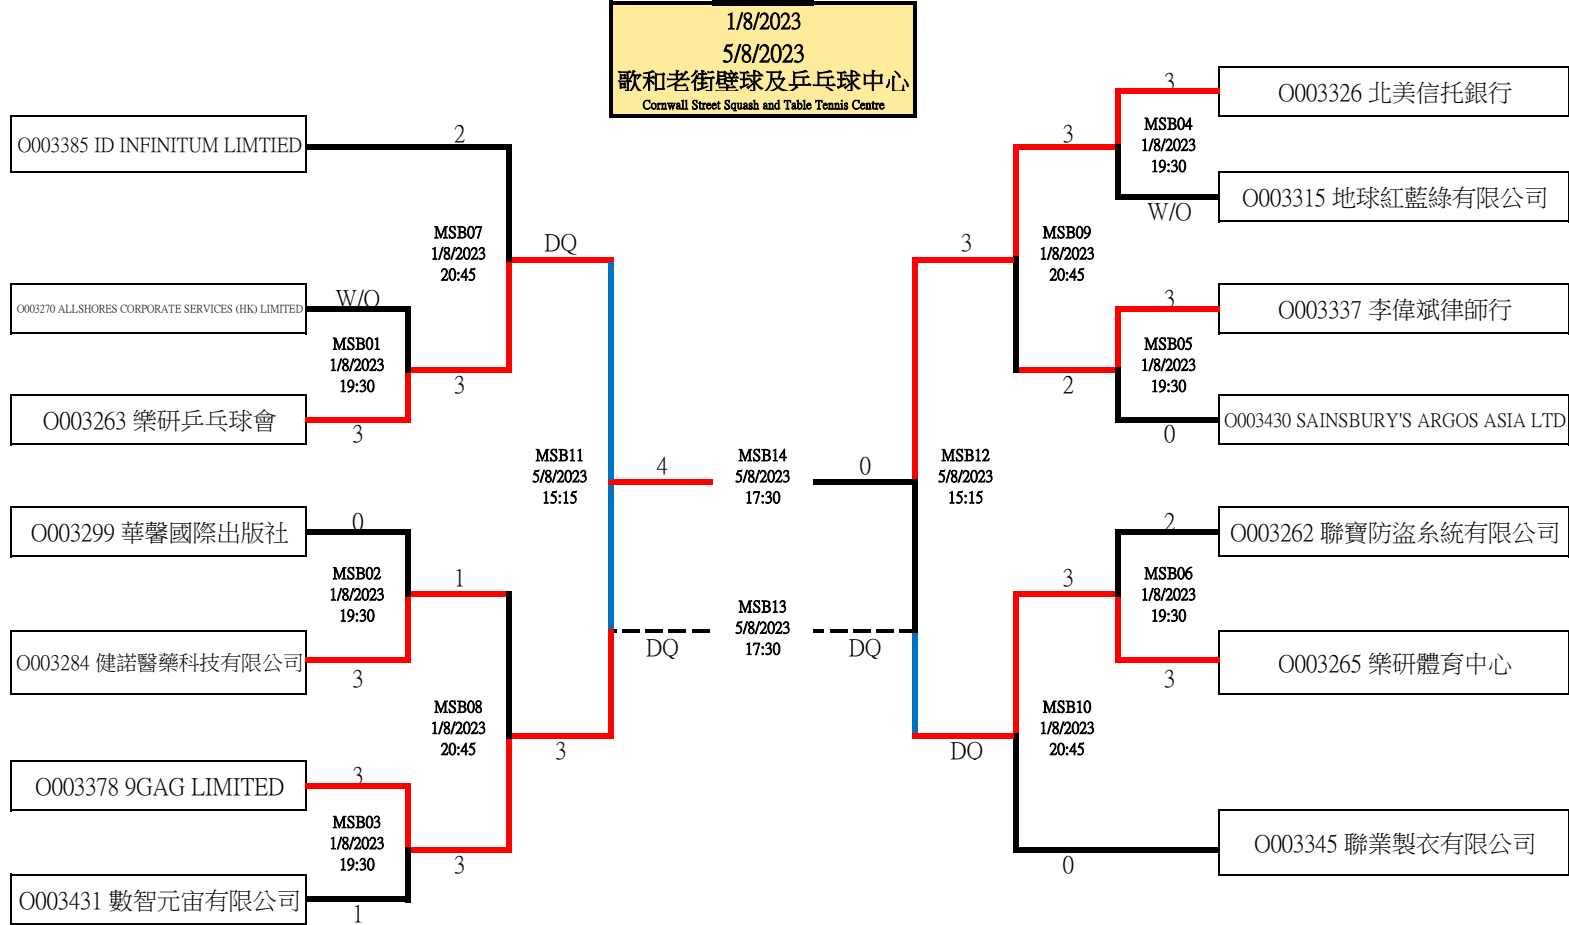 1/8/2023
5/8/2023
歌和老街壁球及乒乓球中心
Cornwall Street Squash and Table Tennis Centre
O003385 ID INFINITUM LIMTIED
2
MSB07
1/8/2023
20:45
DQ
O003270 ALLSHORES CORPORATE SERVICES (HK) LIMITED
W/O
MSB01
1/8/2023
19:30
3
O003263 樂研乒乓球會
3
MSB11
5/8/2023
15:15
4
O003299 華馨國際出版社
0
MSB02
1/8/2023
19:30
1
O003284 健諾醫藥科技有限公司
3
MSB08
1/8/2023
20:45
3
O003378 9GAG LIMITED
3
MSB03
1/8/2023
19:30
3
O003431 數智元宙有限公司
1
MSB14
5/8/2023
17:30
0
MSB13
5/8/2023
17:30
DQ
DQ
3
O003326 北美信托銀行
MSB04
1/8/2023
19:30
3
W/O
O003315 地球紅藍綠有限公司
MSB09
1/8/2023
20:45
3
3
O003337 李偉斌律師行
MSB05
1/8/2023
19:30
2
0
O003430 SAINSBURY'S ARGOS ASIA LTD
MSB12
5/8/2023
15:15
2
O003262 聯寶防盜糸統有限公司
MSB06
1/8/2023
19:30
3
3
O003265 樂研體育中心
MSB10
1/8/2023
20:45
DQ
0
O003345 聯業製衣有限公司